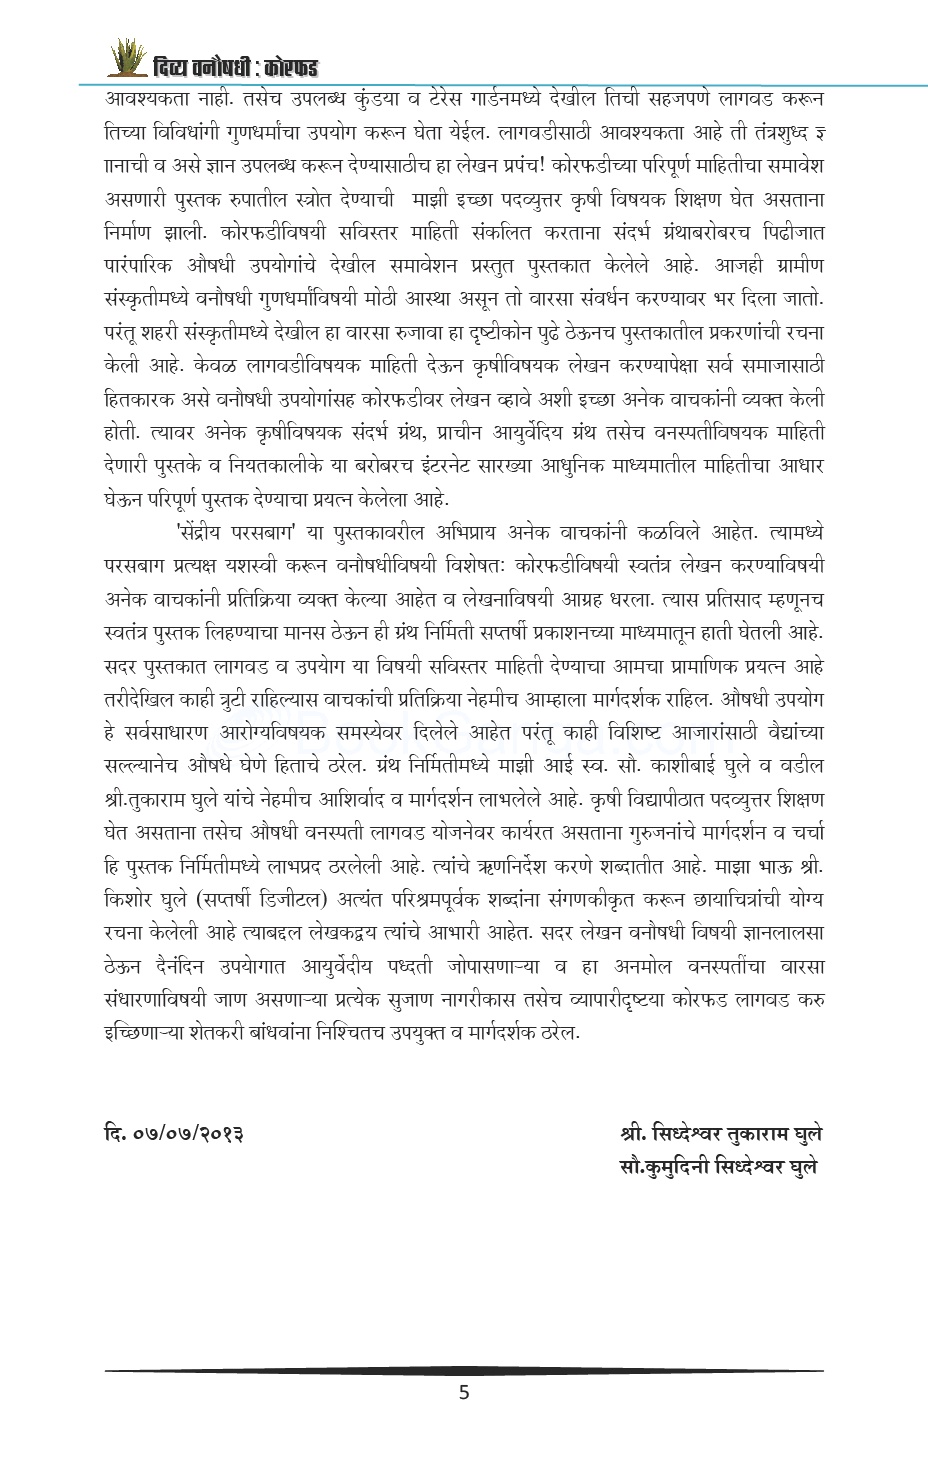 दिव्य वनौषधी : कोरफड
आवश्यकता नाही. तसेच उपलब्ध कुंडया व टेरेस गार्डनमध्ये देखील तिची सहजपणे लागवड करून
तिच्या विविधांगी गुणधर्मांचा उपयोग करून घेता येईल. लागवडीसाठी आवश्यकता आहे ती तंत्रशुध्द ज्ञ
ानाची व असे ज्ञान उपलब्ध करून देण्यासाठीच हा लेखन प्रपंच! कोरफडीच्या परिपूर्ण माहितीचा समावेश
असणारी पुस्तक रुपातील स्त्रोत देण्याची माझी इच्छा पदव्युत्तर कृषी विषयक शिक्षण घेत असताना
निर्माण झाली. कोरफडीविषयी सविस्तर माहिती संकलित करताना संदर्भ ग्रंथाबरोबरच पिढीजात
पारंपारिक औषधी उपयोगांचे देखील समावेशन प्रस्तुत पुस्तकात केलेले आहे. आजही ग्रामीण
संस्कृतीमध्ये वनौषधी गुणधर्मांविषयी मोठी आस्था असून तो वारसा संवर्धन करण्यावर भर दिला जातो.
परंतू शहरी संस्कृतीमध्ये देखील हा वारसा रुजावा हा दृष्टीकोन पुढे ठेऊनच पुस्तकातील प्रकरणांची रचना
केली आहे. केवळ लागवडीविषयक माहिती देऊन कृषीविषयक लेखन करण्यापेक्षा सर्व समाजासाठी
हितकारक असे वनौषधी उपयोगांसह कोरफडीवर लेखन व्हावे अशी इच्छा अनेक वाचकांनी व्यक्त केली
होती. त्यावर अनेक कृषीविषयक संदर्भ ग्रंथ, प्राचीन आयुर्वेदिय ग्रंथ तसेच वनस्पतीविषयक माहिती
देणारी पुस्तके व नियतकालीके या बरोबरच इंटरनेट सारख्या आधुनिक माध्यमातील माहितीचा आधार
घेऊन परिपूर्ण पुस्तक देण्याचा प्रयत्न केलेला आहे.
'सेंद्रीय परसबाग' या पुस्तकावरील अभिप्राय अनेक वाचकांनी कळविले आहेत. त्यामध्ये
परसबाग प्रत्यक्ष यशस्वी करून वनौषधीविषयी विशेषत: कोरफडीविषयी स्वतंत्र लेखन करण्याविषयी
अनेक वाचकांनी प्रतिक्रिया व्यक्त केल्या आहेत व लेखनाविषयी आग्रह धरला. त्यास प्रतिसाद म्हणूनच
स्वतंत्र पुस्तक लिहण्याचा मानस ठेऊन ही ग्रंथ निर्मिती सप्तर्षी प्रकाशनच्या माध्यमातून हाती घेतली आहे.
सदर पुस्तकात लागवड व उपयोग या विषयी सविस्तर माहिती देण्याचा आमचा प्रामाणिक प्रयत्न आहे
तरीदेखिल काही त्रुटी राहिल्यास वाचकांची प्रतिक्रिया नेहमीच आम्हाला मार्गदर्शक राहिल. औषधी उपयोग
हे सर्वसाधारण आरोग्यविषयक समस्येवर दिलेले आहेत परंतू काही विशिष्ट आजारांसाठी वैद्यांच्या
सल्ल्यानेच औषधे घेणे हिताचे ठरेल. ग्रंथ निर्मितीमध्ये माझी आई स्व. सौ. काशीबाई घुले व वडील
श्री.तुकाराम घुले यांचे नेहमीच आशिर्वाद व मार्गदर्शन लाभलेले आहे. कृषी विद्यापीठात पदव्युत्तर शिक्षण
घेत असताना तसेच औषधी वनस्पती लागवड योजनेवर कार्यरत असताना गुरुजनांचे मार्गदर्शन व चर्चा
हि पुस्तक निर्मितीमध्ये लाभप्रद ठरलेली आहे. त्यांचे ऋणनिर्देश करणे शब्दातीत आहे. माझा भाऊ श्री.
किशोर घुले (सप्तर्षी डिजीटल) अत्यंत परिश्रमपूर्वक शब्दांना संगणकीकृत करून छायाचित्रांची योग्य
रचना केलेली आहे त्याबद्दल लेखकद्वय त्यांचे आभारी आहेत. सदर लेखन वनौषधी विषयी ज्ञानलालसा
ठेऊन दैनंदिन उपयेागात आयुर्वेदीय पध्दती जोपासणाऱ्या व हा अनमोल वनस्पतींचा वारसा
संधारणाविषयी जाण असणाऱ्या प्रत्येक सुजाण नागरीकास तसेच व्यापारीदृष्टया कोरफड लागवड करु
इच्छिणाऱ्या शेतकरी बांधवांना निश्चितच उपयुक्त व मार्गदर्शक ठरेल.
दि. ०७/०७/२०१३ श्री. सिध्देश्वर तुकाराम घुले
सौ.कुमुदिनी सिध्देश्वर घुले
5